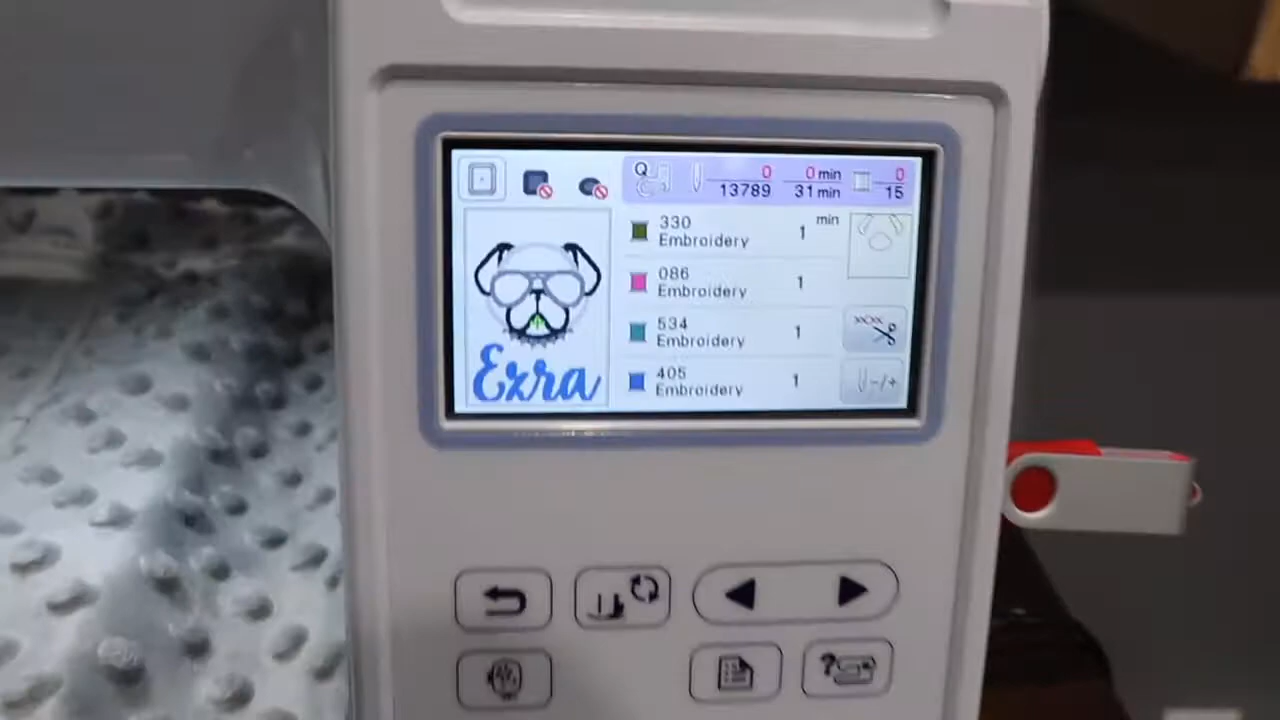 Q 0 0 min 0
13789 31 min 15
min
330 1
Embroidery
086 1
Embroidery
534 1
Embroidery
405 1
Embroidery
Exra